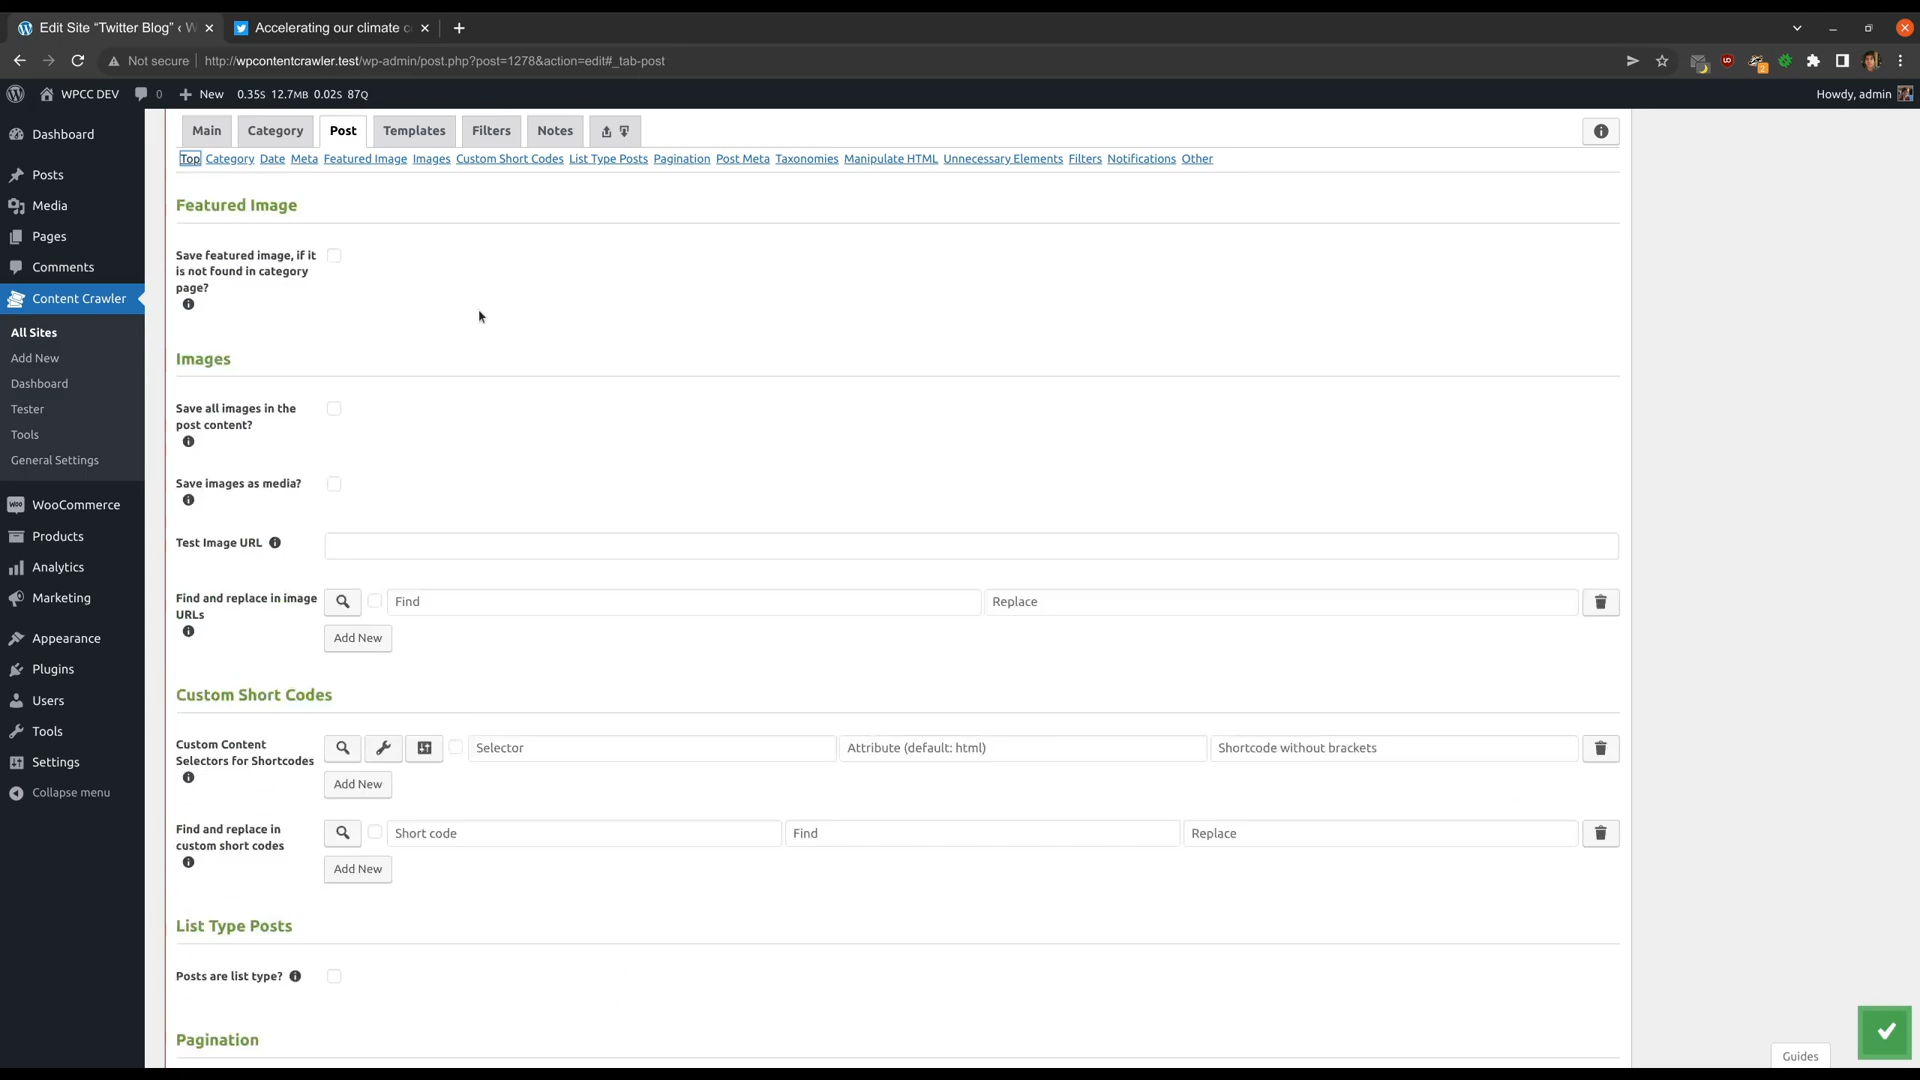 Edit Site “Twitter Blog” ‹ W
Accelerating our climate c
Not secure
http://wpcontentcrawler.test/wp-admin/post.php?post=1278&action=edit#_tab-post
WPCC DEV
0
New
0.35S 12.7MB 0.02S 87Q
Howdy, admin
Dashboard
Posts
Media
Pages
Comments
Content Crawler
All Sites
Add New
Dashboard
Tester
Tools
General Settings
WooCommerce
Products
Analytics
Marketing
Appearance
Plugins
Users
Tools
Settings
Collapse menu
Main
Category
Post
Templates
Filters
Notes
Top Category Date Meta Featured Image Images Custom Short Codes List Type Posts Pagination Post Meta Taxonomies Manipulate HTML Unnecessary Elements Filters Notifications Other
Featured Image
Save featured image, if it
is not found in category
page?
Images
Save all images in the
post content?
Save images as media?
Test Image URL
Find and replace in image
URLs
Find
Replace
Add New
Custom Short Codes
Custom Content
Selectors for Shortcodes
Selector
Attribute (default: html)
Shortcode without brackets
Add New
Find and replace in
custom short codes
Short code
Find
Replace
Add New
List Type Posts
Posts are list type?
Pagination
Guides